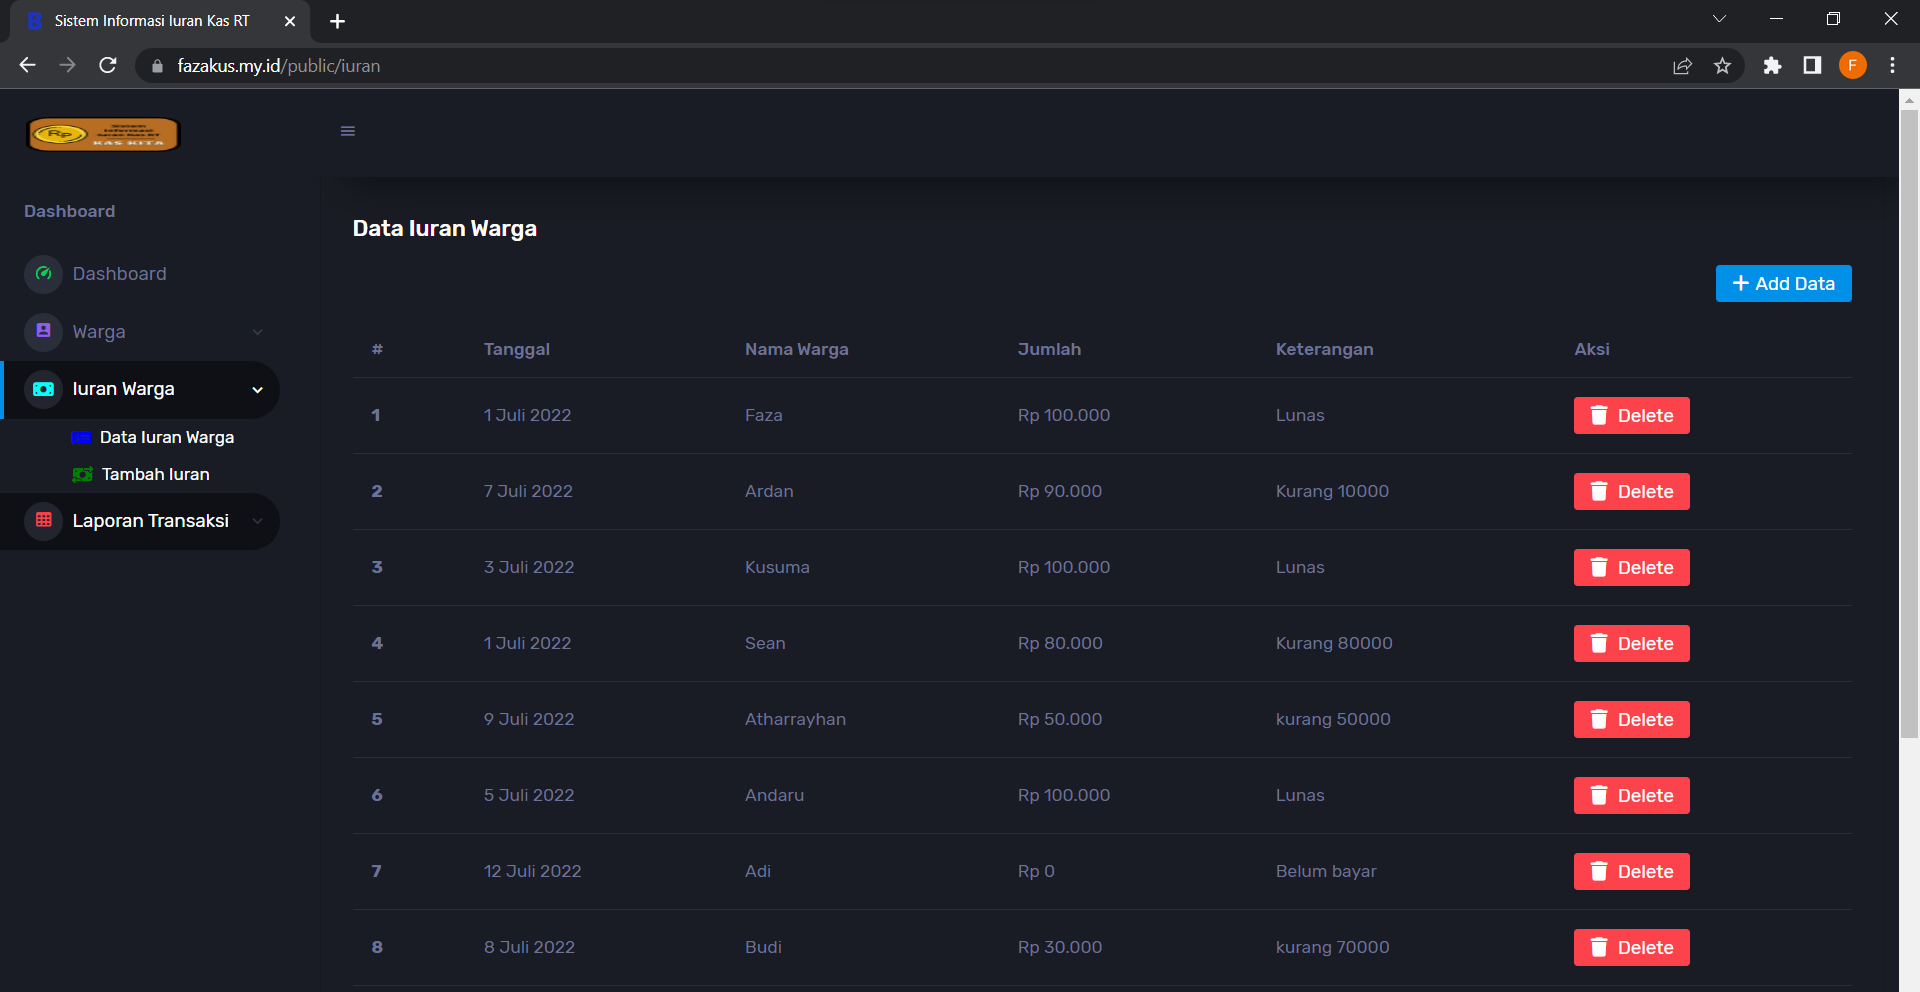 Sistem Informasi Iuran Kas RT
fazakus.my.id/public/iuran
F
Rp
Sistem
Informasi
Iuran Kas RT
KAS KITA
Dashboard
Dashboard
Warga
Iuran Warga
Data Iuran Warga
Tambah Iuran
Laporan Transaksi
Data Iuran Warga
+ Add Data
# Tanggal Nama Warga Jumlah Keterangan Aksi
1 1 Juli 2022 Faza Rp 100.000 Lunas Delete
2 7 Juli 2022 Ardan Rp 90.000 Kurang 10000 Delete
3 3 Juli 2022 Kusuma Rp 100.000 Lunas Delete
4 1 Juli 2022 Sean Rp 80.000 Kurang 80000 Delete
5 9 Juli 2022 Atharrayhan Rp 50.000 kurang 50000 Delete
6 5 Juli 2022 Andaru Rp 100.000 Lunas Delete
7 12 Juli 2022 Adi Rp 0 Belum bayar Delete
8 8 Juli 2022 Budi Rp 30.000 kurang 70000 Delete